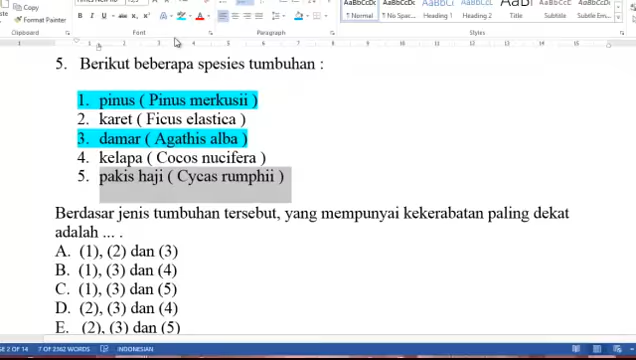 Copy
Format Painter
Clipboard
Font
Paragraph
Styles
AaBbCcDc AaBbCcDc AaBbC AaBbCcL AaB AaBbCcC AaBbCcDc
¶ Normal ¶ No Spac... Heading 1 Heading 2 Title Subtitle Subtle Em...
5. Berikut beberapa spesies tumbuhan :
1. pinus ( Pinus merkusii )
2. karet ( Ficus elastica )
3. damar ( Agathis alba )
4. kelapa ( Cocos nucifera )
5. pakis haji ( Cycas rumphii )
Berdasar jenis tumbuhan tersebut, yang mempunyai kekerabatan paling dekat
adalah ... .
A. (1), (2) dan (3)
B. (1), (3) dan (4)
C. (1), (3) dan (5)
D. (2), (3) dan (4)
E. (2), (3) dan (5)
E 2 OF 14 7 OF 2362 WORDS INDONESIAN